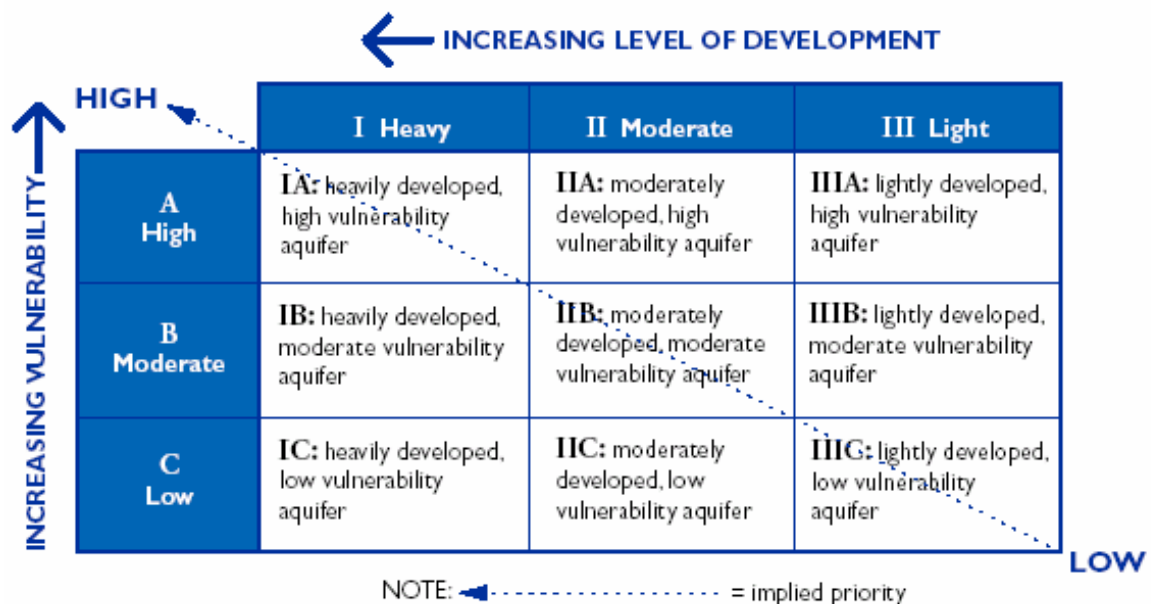 INCREASING LEVEL OF DEVELOPMENT
HIGH
INCREASING VULNERABILITY
I Heavy
II Moderate
III Light
A
High
IA: heavily developed,
high vulnerability
aquifer
IIA: moderately
developed, high
vulnerability aquifer
IIIA: lightly developed,
high vulnerability
aquifer
B
Moderate
IB: heavily developed,
moderate vulnerability
aquifer
IIB: moderately
developed, moderate
vulnerability aquifer
IIIB: lightly developed,
moderate vulnerability
aquifer
C
Low
IC: heavily developed,
low vulnerability
aquifer
IIC: moderately
developed, low
vulnerability aquifer
IIIC: lightly developed,
low vulnerability
aquifer
LOW
NOTE: = implied priority